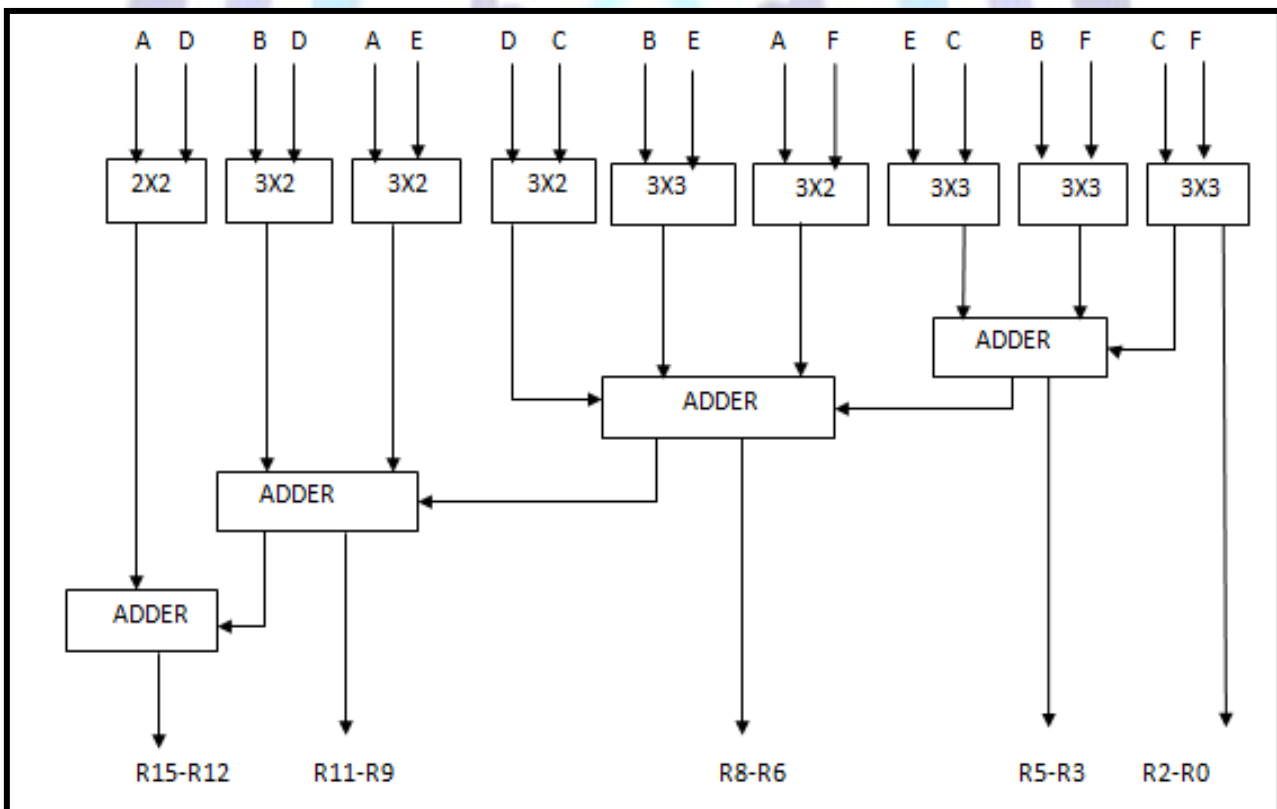 A D B D A E D C B E A F E C B F C F
2X2 3X2 3X2 3X2 3X3 3X2 3X3 3X3 3X3
ADDER
ADDER
ADDER
ADDER
R15-R12 R11-R9 R8-R6 R5-R3 R2-R0